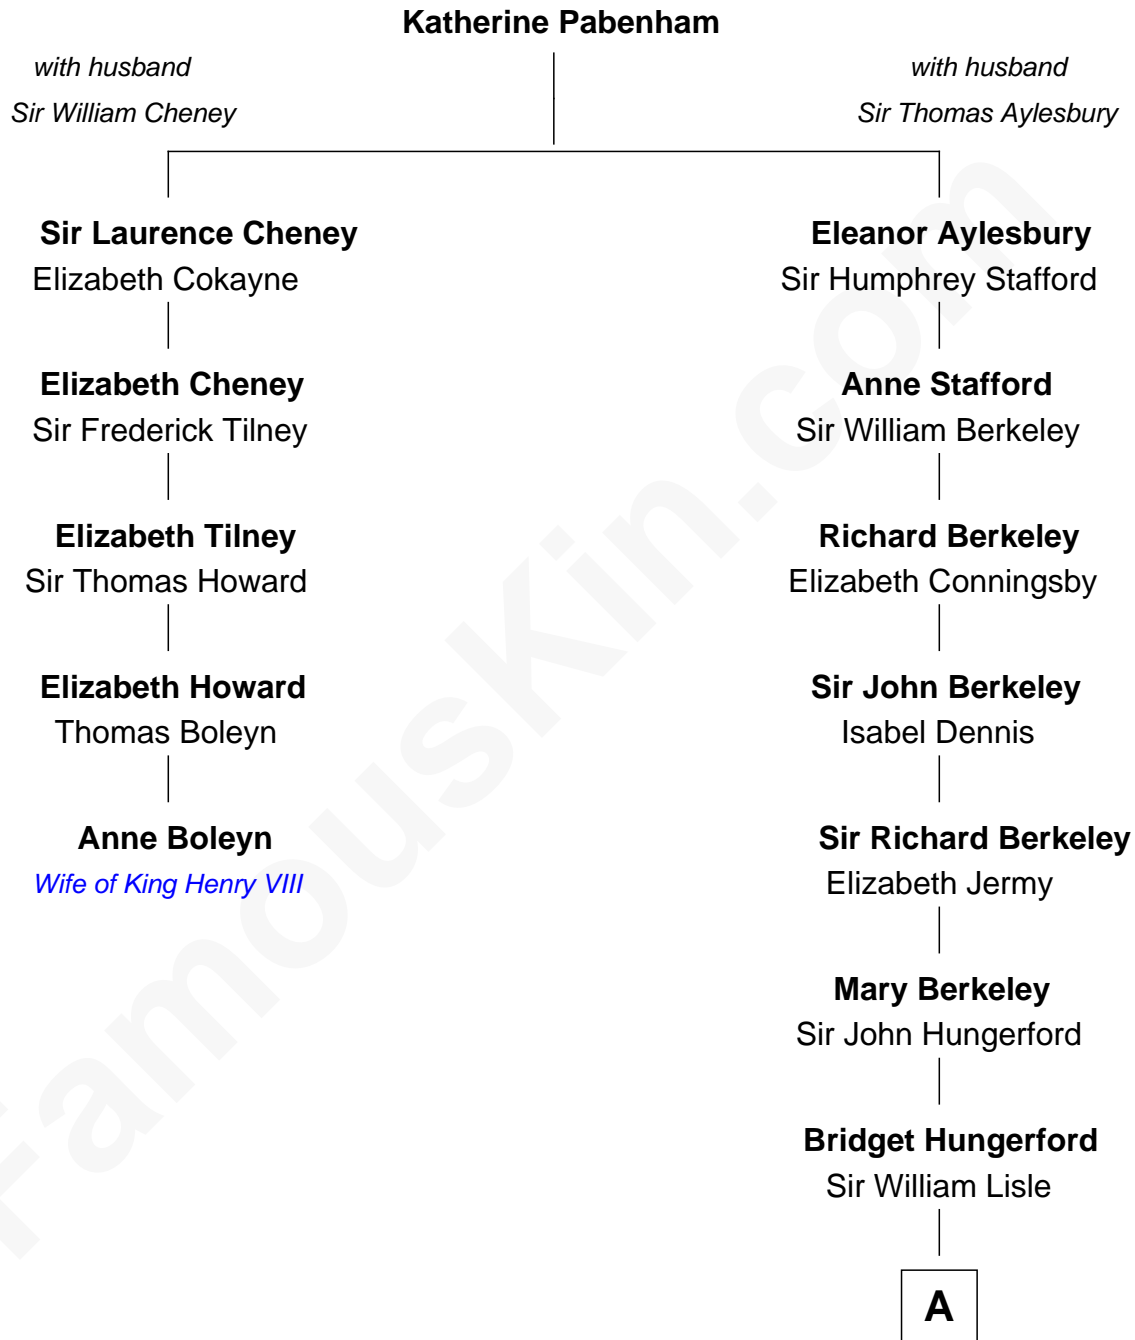 Katherine Pabenham
with husband
Sir William Cheney
with husband
Sir Thomas Aylesbury
Sir Laurence Cheney
Elizabeth Cokayne
Elizabeth Cheney
Sir Frederick Tilney
Elizabeth Tilney
Sir Thomas Howard
Elizabeth Howard
Thomas Boleyn
Anne Boleyn
Wife of King Henry VIII
Eleanor Aylesbury
Sir Humphrey Stafford
Anne Stafford
Sir William Berkeley
Richard Berkeley
Elizabeth Conningsby
Sir John Berkeley
Isabel Dennis
Sir Richard Berkeley
Elizabeth Jermy
Mary Berkeley
Sir John Hungerford
Bridget Hungerford
Sir William Lisle
A
FamousKin.com